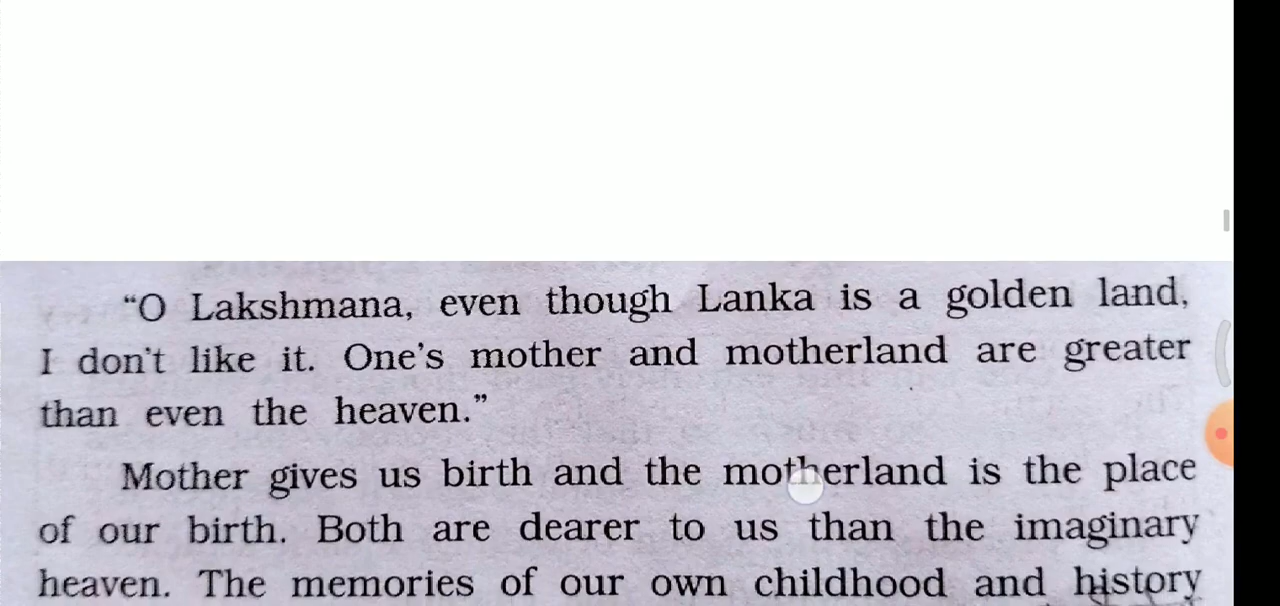 “O Lakshmana, even though Lanka is a golden land,
I don't like it. One's mother and motherland are greater
than even the heaven.”
Mother gives us birth and the motherland is the place
of our birth. Both are dearer to us than the imaginary
heaven. The memories of our own childhood and history